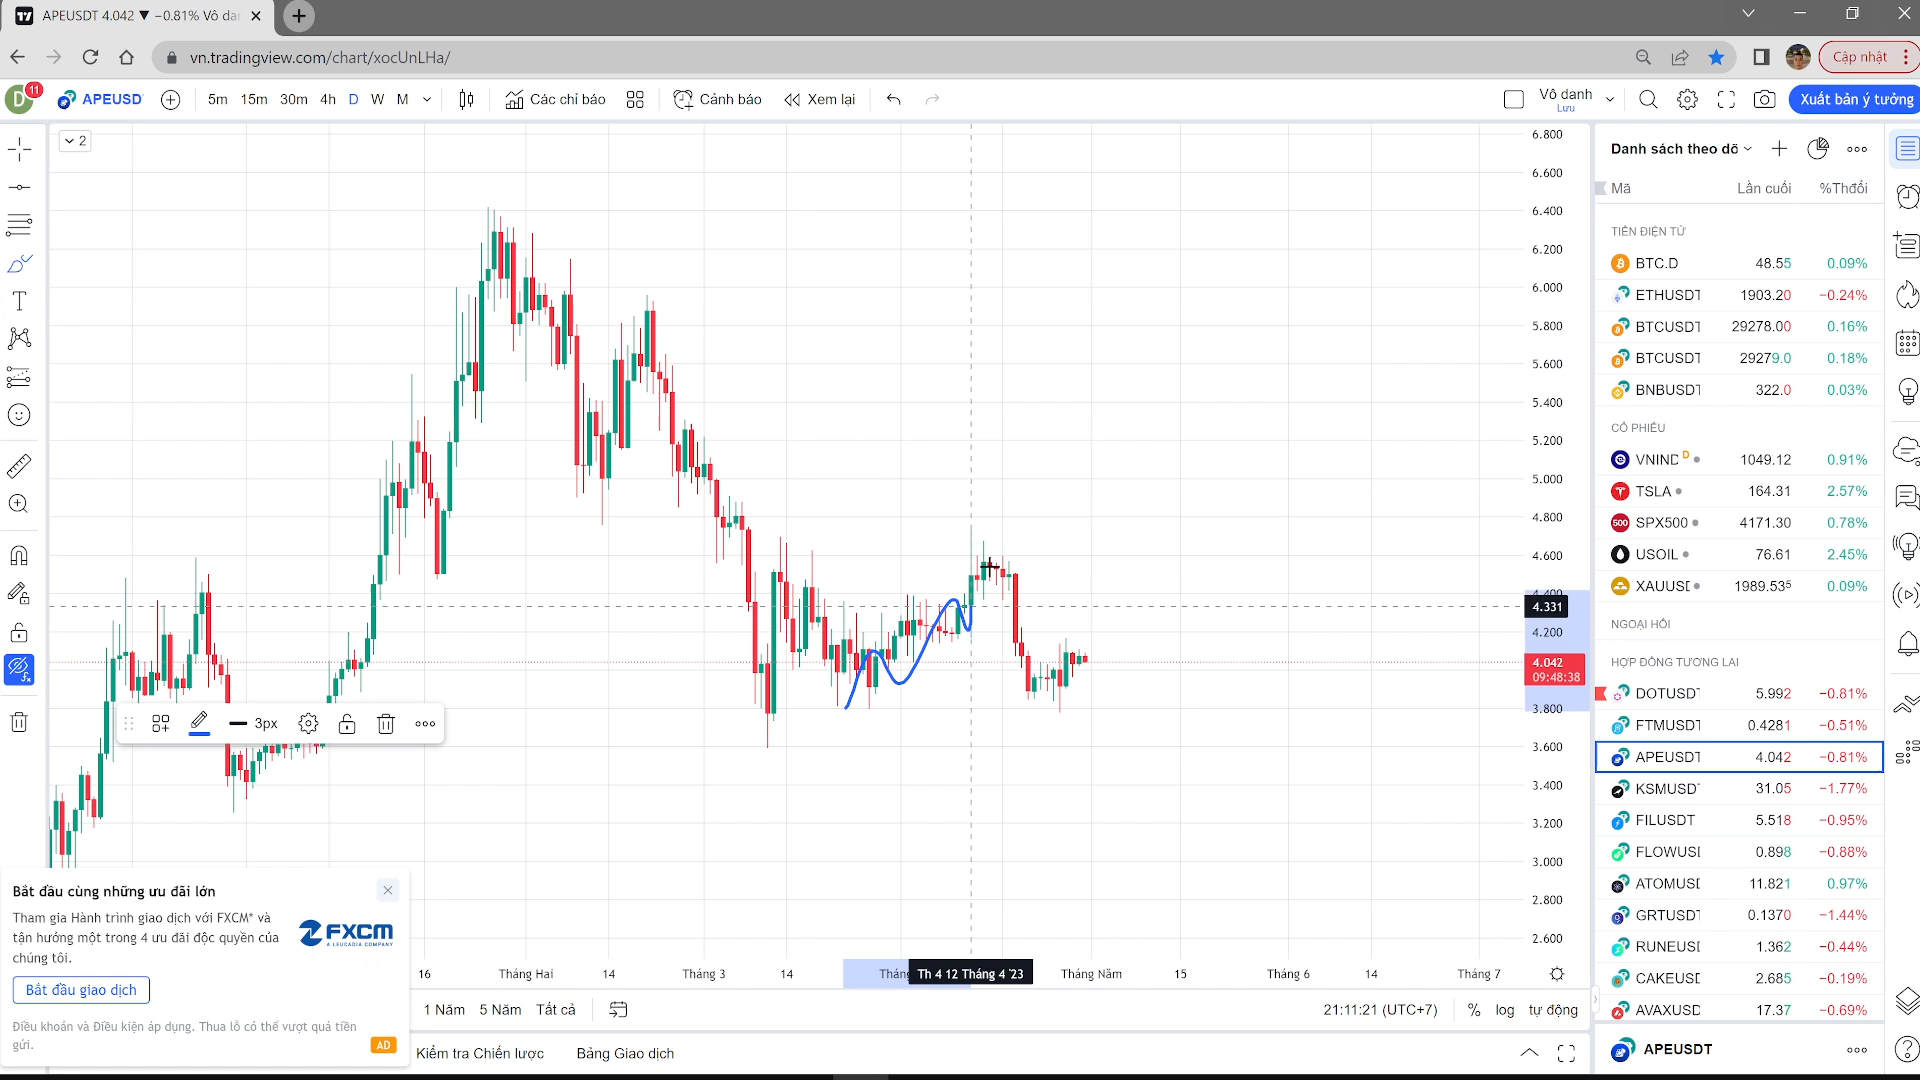 APEUSDT 4.042 ▼ −0.81% Vô da
vn.tradingview.com/chart/xocUnLHa/
Cập nhật
D
11
APEUSD
5m 15m 30m 4h D W M
Các chỉ báo
Cảnh báo
Xem lại
Vô danh
Lưu
Xuất bản ý tưởng
2
6.800
6.600
6.400
6.200
6.000
5.800
5.600
5.400
5.200
5.000
4.800
4.600
4.400
4.331
4.200
4.042
09:48:38
3.800
3.600
3.400
3.200
3.000
2.800
2.600
3px
Danh sách theo dõ
Mã Lần cuối %Thđổi
TIỀN ĐIỆN TỬ
BTC.D 48.55 0.09%
ETHUSDT 1903.20 −0.24%
BTCUSDT 29278.00 0.16%
BTCUSDT 29279.0 0.18%
BNBUSDT 322.0 0.03%
CỔ PHIẾU
VNIND D 1049.12 0.91%
TSLA 164.31 2.57%
SPX500 4171.30 0.78%
USOIL 76.61 2.45%
XAUUSD 1989.535 0.09%
NGOẠI HỐI
HỢP ĐỒNG TƯƠNG LAI
DOTUSDT 5.992 −0.81%
FTMUSDT 0.4281 −0.51%
APEUSDT 4.042 −0.81%
KSMUSDT 31.05 −1.77%
FILUSDT 5.518 −0.95%
FLOWUSD 0.898 −0.88%
ATOMUSD 11.821 0.97%
GRTUSDT 0.1370 −1.44%
RUNEUSD 1.362 −0.44%
CAKEUSD 2.685 −0.19%
AVAXUSD 17.37 −0.69%
APEUSDT
Bắt đầu cùng những ưu đãi lớn
Tham gia Hành trình giao dịch với FXCM* và
tận hưởng một trong 4 ưu đãi độc quyền của
chúng tôi.
FXCM
A LEUCADIA COMPANY
Bắt đầu giao dịch
Điều khoản và Điều kiện áp dụng. Thua lỗ có thể vượt quá tiền
gửi.
AD
16 Tháng Hai 14 Tháng 3 14 Tháng Th 4 12 Tháng 4 '23 Tháng Năm 15 Tháng 6 14 Tháng 7
1 Năm 5 Năm Tất cả
21:11:21 (UTC+7) % log tự động
Kiểm tra Chiến lược Bảng Giao dịch